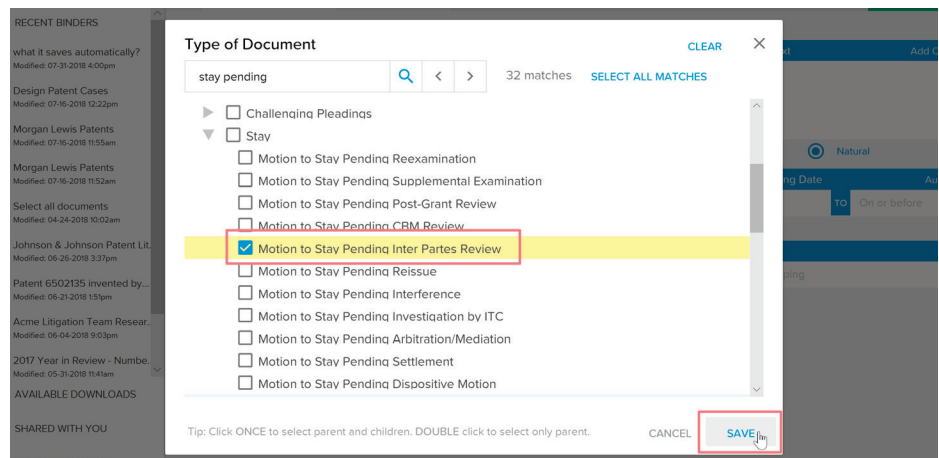 RECENT BINDERS
what it saves automatically?
Modified: 07-31-2018 4:00pm
Design Patent Cases
Modified: 07-16-2018 12:22pm
Morgan Lewis Patents
Modified: 07-16-2018 11:55am
Morgan Lewis Patents
Modified: 07-16-2018 11:52am
Select all documents
Modified: 04-24-2018 10:02am
Johnson & Johnson Patent Lit.
Modified: 06-26-2018 3:37pm
Patent 6502135 invented by...
Modified: 06-21-2018 1:51pm
Acme Litigation Team Resear.
Modified: 06-04-2018 9:03pm
2017 Year in Review - Numbe.
Modified: 05-31-2018 11:41am
AVAILABLE DOWNLOADS
SHARED WITH YOU
Type of Document
CLEAR
stay pending
32 matches
SELECT ALL MATCHES
Challenging Pleadings
Stay
Motion to Stay Pending Reexamination
Motion to Stay Pending Supplemental Examination
Motion to Stay Pending Post-Grant Review
Motion to Stay Pending CBM Review
Motion to Stay Pending Inter Partes Review
Motion to Stay Pending Reissue
Motion to Stay Pending Interference
Motion to Stay Pending Investigation by ITC
Motion to Stay Pending Arbitration/Mediation
Motion to Stay Pending Settlement
Motion to Stay Pending Dispositive Motion
Tip: Click ONCE to select parent and children. DOUBLE click to select only parent.
CANCEL
SAVE
xt
Add C
Natural
ng Date
Au
TO
On or before
ping